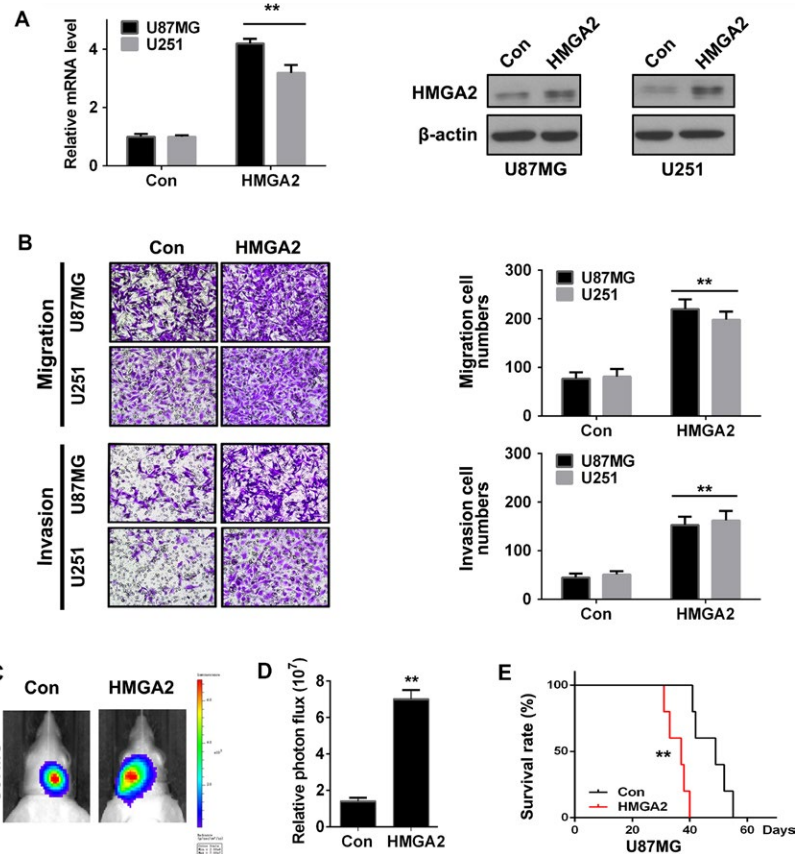 A
**
U87MG
U251
Relative mRNA level
4
2
0
Con
HMGA2
Con
HMGA2
Con
HMGA2
HMGA2
β-actin
U87MG
U251
B
Con
HMGA2
Migration
U87MG
U251
Invasion
U87MG
U251
Migration cell numbers
300
200
100
0
U87MG
U251
**
Con
HMGA2
Invasion cell numbers
300
200
100
0
U87MG
U251
**
Con
HMGA2
Con
HMGA2
D
Relative photon flux (10⁷)
8
6
4
2
0
**
Con
HMGA2
E
Survival rate (%)
100
50
0
**
Con
HMGA2
0
20
40
60
Days
U87MG